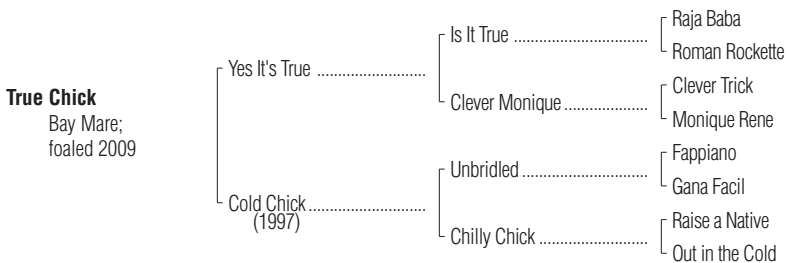 True Chick
Bay Mare;
foaled 2009
Yes It's True ..........................
Cold Chick ............................
(1997)
Is It True ................................
Clever Monique ....................
Unbridled ..............................
Chilly Chick ..........................
Raja Baba
Roman Rockette
Clever Trick
Monique Rene
Fappiano
Gana Facil
Raise a Native
Out in the Cold